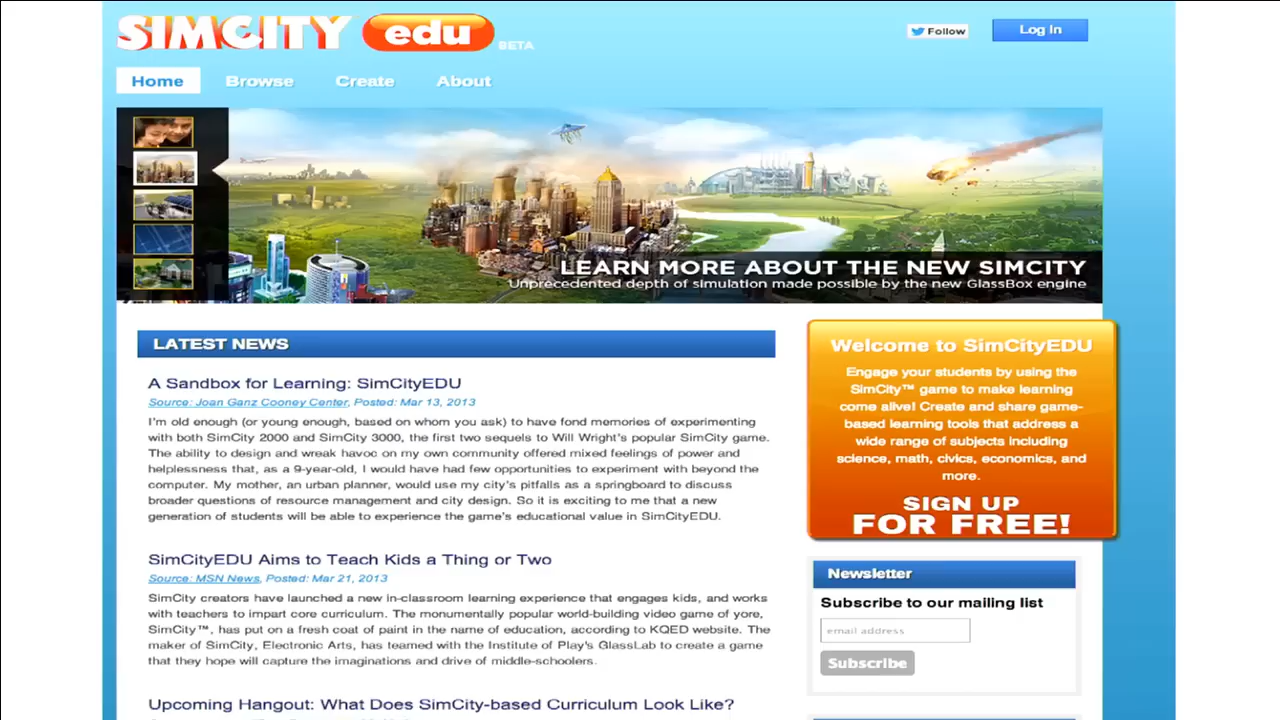 SIMCITY edu BETA
Follow
Log In
Home Browse Create About
LEARN MORE ABOUT THE NEW SIMCITY
Unprecedented depth of simulation made possible by the new GlassBox engine
LATEST NEWS
A Sandbox for Learning: SimCityEDU
Source: Joan Ganz Cooney Center, Posted: Mar 13, 2013
I'm old enough (or young enough, based on whom you ask) to have fond memories of experimenting
with both SimCity 2000 and SimCity 3000, the first two sequels to Will Wright's popular SimCity game.
The ability to design and wreak havoc on my own community offered mixed feelings of power and
helplessness that, as a 9-year-old, I would have had few opportunities to experiment with beyond the
computer. My mother, an urban planner, would use my city's pitfalls as a springboard to discuss
broader questions of resource management and city design. So it is exciting to me that a new
generation of students will be able to experience the game's educational value in SimCityEDU.
SimCityEDU Aims to Teach Kids a Thing or Two
Source: MSN News, Posted: Mar 21, 2013
SimCity creators have launched a new in-classroom learning experience that engages kids, and works
with teachers to impart core curriculum. The monumentally popular world-building video game of yore,
SimCity™, has put on a fresh coat of paint in the name of education, according to KQED website. The
maker of SimCity, Electronic Arts, has teamed with the Institute of Play's GlassLab to create a game
that they hope will capture the imaginations and drive of middle-schoolers.
Upcoming Hangout: What Does SimCity-based Curriculum Look Like?
Welcome to SimCityEDU
Engage your students by using the
SimCity™ game to make learning
come alive! Create and share game-
based learning tools that address a
wide range of subjects including
science, math, civics, economics, and
more.
SIGN UP
FOR FREE!
Newsletter
Subscribe to our mailing list
email address
Subscribe